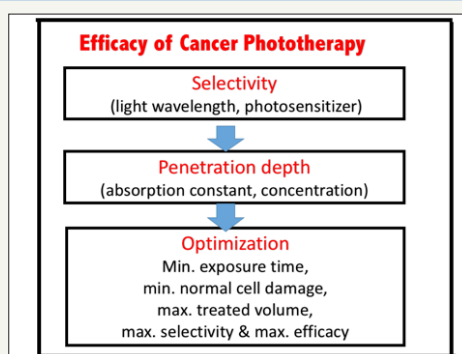 Efficacy of Cancer Phototherapy
Selectivity
(light wavelength, photosensitizer)
Penetration depth
(absorption constant, concentration)
Optimization
Min. exposure time,
min. normal cell damage,
max. treated volume,
max. selectivity & max. efficacy